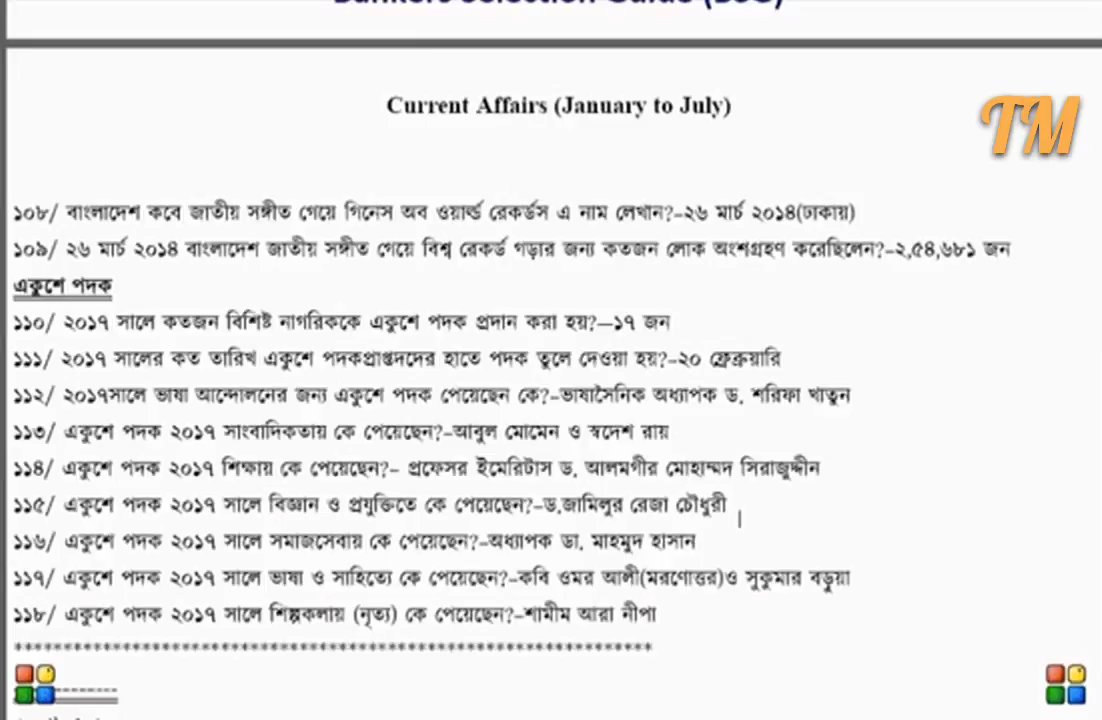 Bankers Selection Guide (BSG)
Current Affairs (January to July)
TM
১০৮/ বাংলাদেশ কবে জাতীয় সঙ্গীত গেয়ে গিনেস অব ওয়ার্ল্ড রেকর্ডস এ নাম লেখান?-২৬ মার্চ ২০১৪(ঢাকায়)
১০৯/ ২৬ মার্চ ২০১৪ বাংলাদেশ জাতীয় সঙ্গীত গেয়ে বিশ্ব রেকর্ড গড়ার জন্য কতজন লোক অংশগ্রহণ করেছিলেন?-২,৫৪,৬৮১ জন
একুশে পদক
১১০/ ২০১৭ সালে কতজন বিশিষ্ট নাগরিককে একুশে পদক প্রদান করা হয়?—১৭ জন
১১১/ ২০১৭ সালের কত তারিখ একুশে পদকপ্রাপ্তদদের হাতে পদক তুলে দেওয়া হয়?-২০ ফেব্রুয়ারি
১১২/ ২০১৭সালে ভাষা আন্দোলনের জন্য একুশে পদক পেয়েছেন কে?-ভাষাসৈনিক অধ্যাপক ড. শরিফা খাতুন
১১৩/ একুশে পদক ২০১৭ সাংবাদিকতায় কে পেয়েছেন?-আবুল মোমেন ও স্বদেশ রায়
১১৪/ একুশে পদক ২০১৭ শিক্ষায় কে পেয়েছেন?- প্রফেসর ইমেরিটাস ড. আলমগীর মোহাম্মদ সিরাজুদ্দীন
১১৫/ একুশে পদক ২০১৭ সালে বিজ্ঞান ও প্রযুক্তিতে কে পেয়েছেন?-ড.জামিলুর রেজা চৌধুরী
১১৬/ একুশে পদক ২০১৭ সালে সমাজসেবায় কে পেয়েছেন?-অধ্যাপক ডা. মাহমুদ হাসান
১১৭/ একুশে পদক ২০১৭ সালে ভাষা ও সাহিত্যে কে পেয়েছেন?-কবি ওমর আলী(মরণোত্তর)ও সুকুমার বড়ুয়া
১১৮/ একুশে পদক ২০১৭ সালে শিল্পকলায় (নৃত্য) কে পেয়েছেন?-শামীম আরা নীপা
*****************************************************************